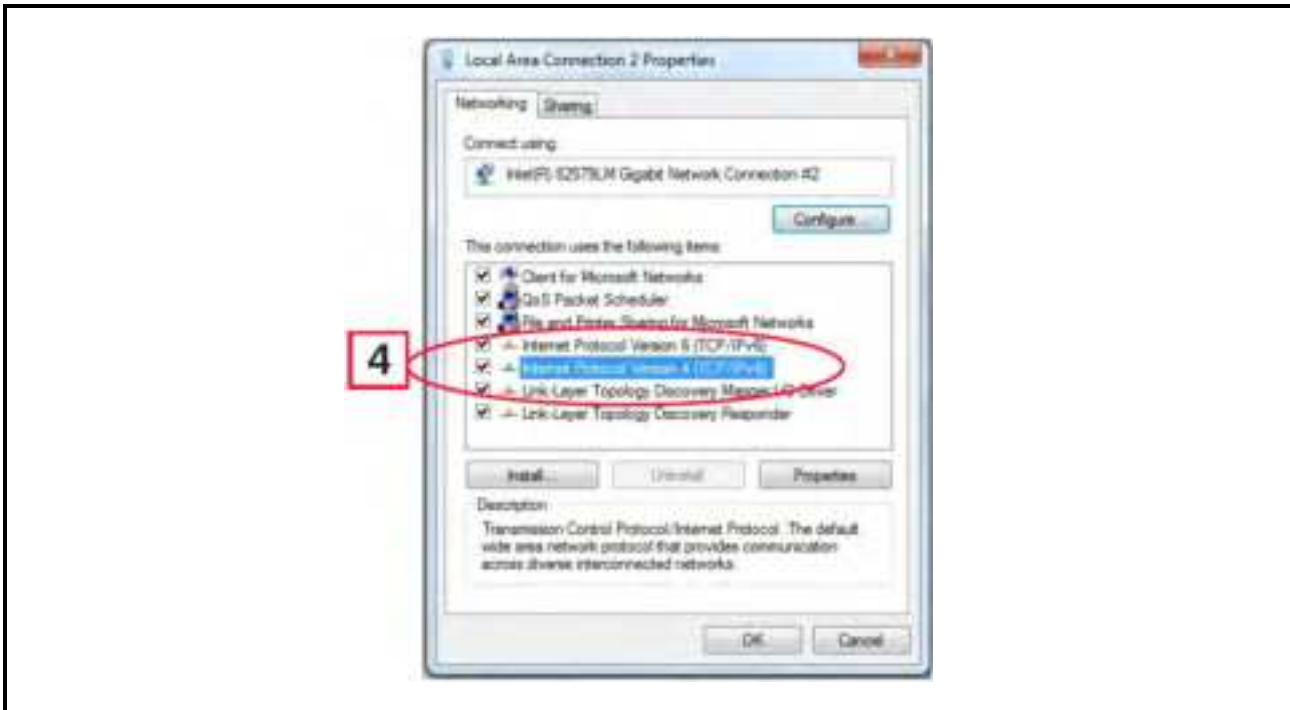 Local Area Connection 2 Properties
Networking
Sharing
Connect using:
Intel(R) 82579LM Gigabit Network Connection #2
Configure...
This connection uses the following items:
Client for Microsoft Networks
QoS Packet Scheduler
File and Printer Sharing for Microsoft Networks
Internet Protocol Version 6 (TCP/IPv6)
4
Internet Protocol Version 4 (TCP/IPv4)
Link-Layer Topology Discovery Mapper I/O Driver
Link-Layer Topology Discovery Responder
Install...
Uninstall
Properties
Description
Transmission Control Protocol/Internet Protocol. The default
wide area network protocol that provides communication
across diverse interconnected networks.
OK
Cancel